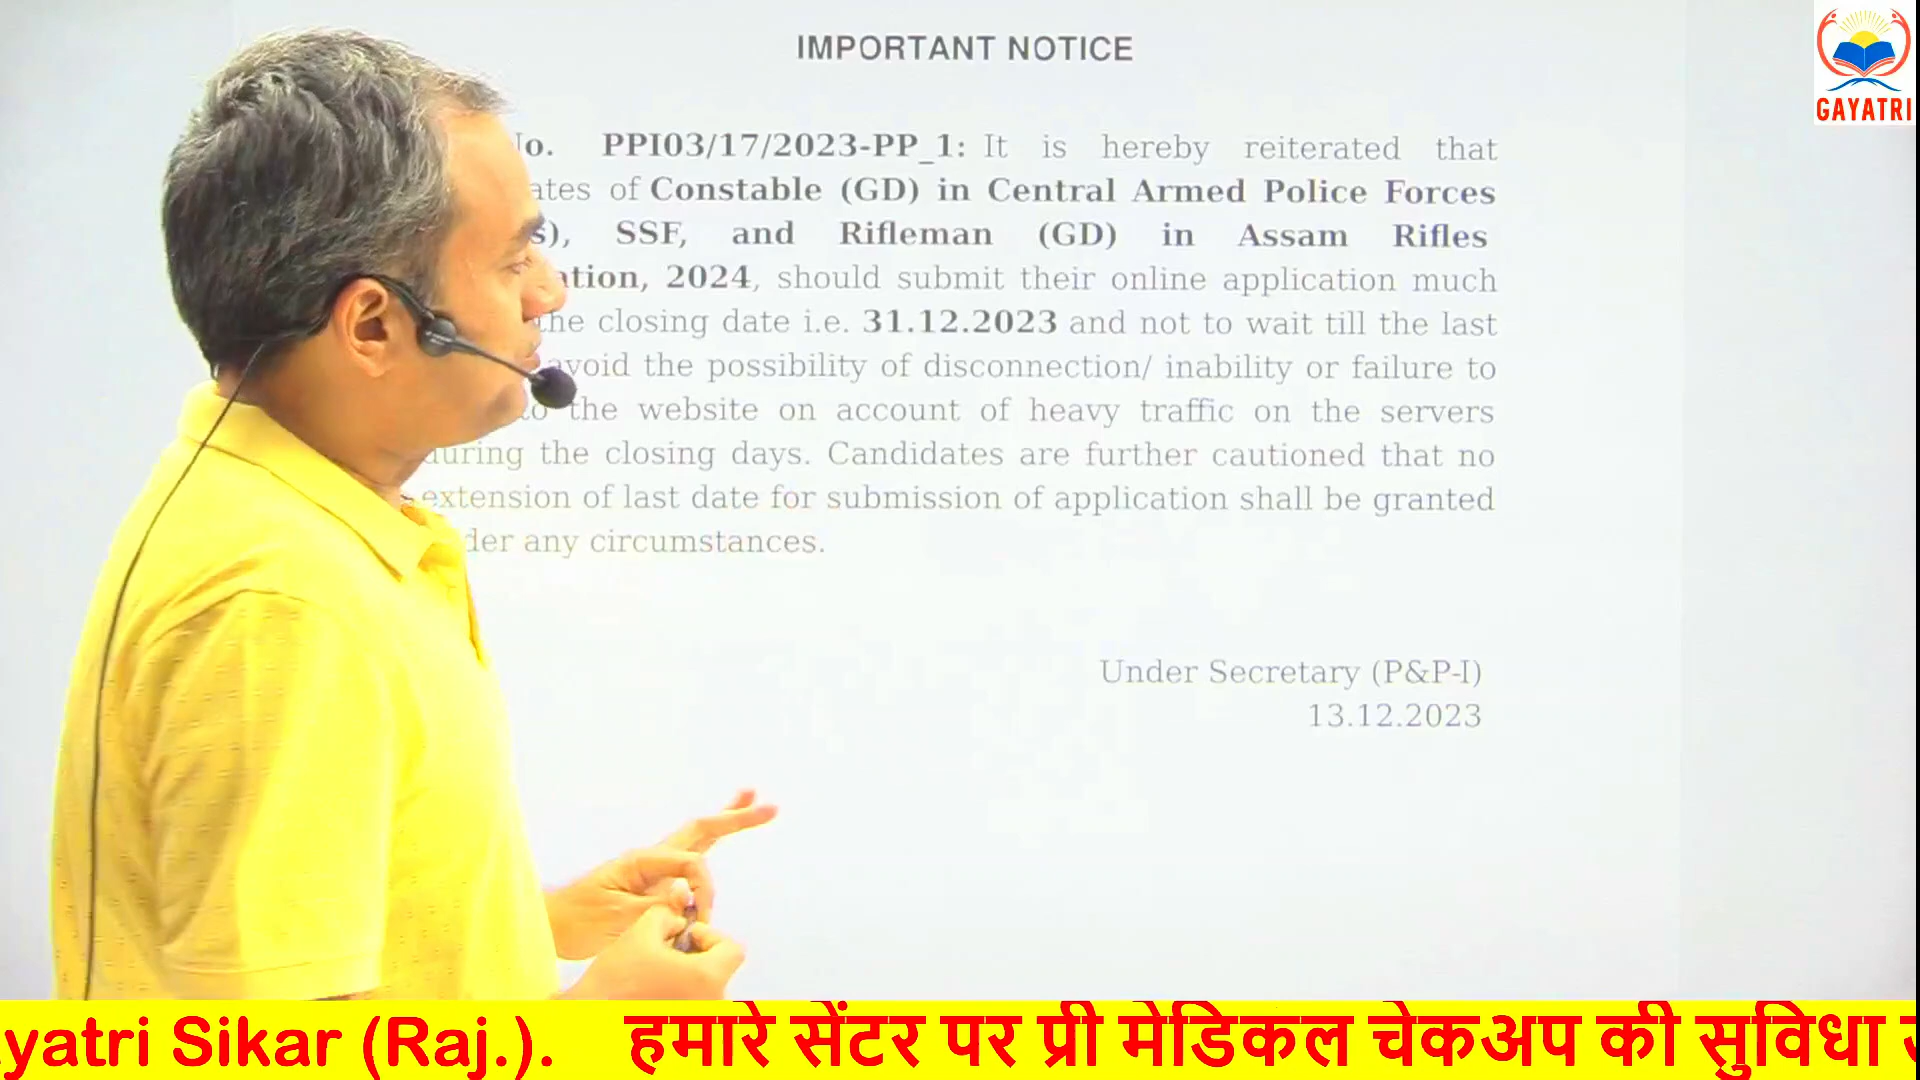 IMPORTANT NOTICE
GAYATRI
PPI03/17/2023-PP_1: It is hereby reiterated that
of Constable (GD) in Central Armed Police Forces
SSF, and Rifleman (GD) in Assam Rifles
2024, should submit their online application much
closing date i.e. 31.12.2023 and not to wait till the last
the possibility of disconnection/ inability or failure to
the website on account of heavy traffic on the servers
during the closing days. Candidates are further cautioned that no
extension of last date for submission of application shall be granted
any circumstances.
Under Secretary (P&P-I)
13.12.2023
Sikar (Raj.). हमारे सेंटर पर प्री मेडिकल चेकअप की सुविधा